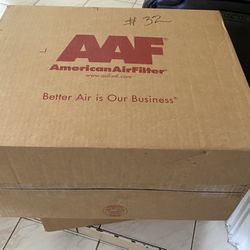 # 32
AAF
AmericanAirFilter®
Better Air is Our Business®